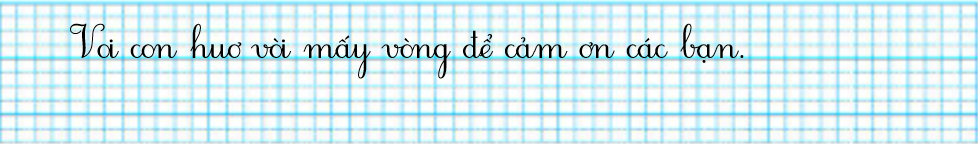 Voi con huơ vòi mấy vòng để cảm ơn các bạn.